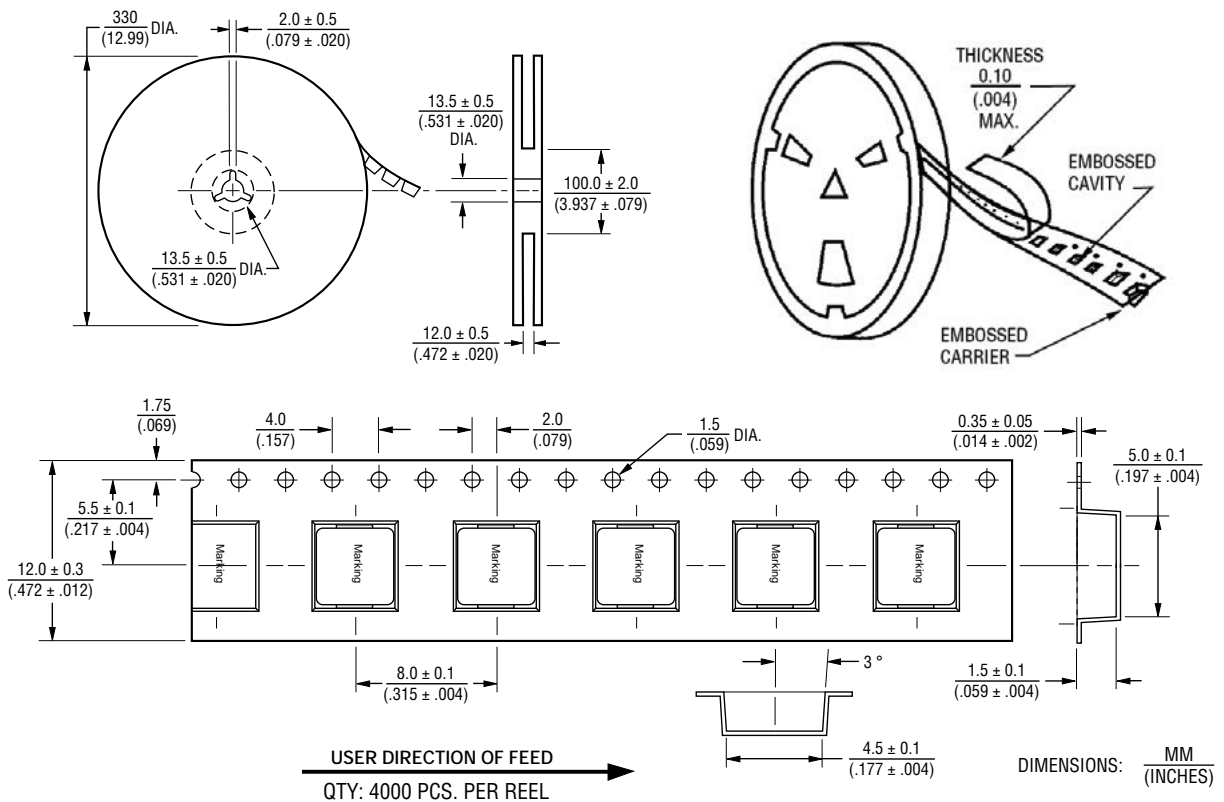 330
(12.99)
DIA.
2.0 ± 0.5
(.079 ± .020)
13.5 ± 0.5
(.531 ± .020)
DIA.
100.0 ± 2.0
(3.937 ± .079)
13.5 ± 0.5
(.531 ± .020)
DIA.
12.0 ± 0.5
(.472 ± .020)
THICKNESS
0.10
(.004)
MAX.
EMBOSSED
CAVITY
EMBOSSED
CARRIER
1.75
(.069)
4.0
(.157)
2.0
(.079)
1.5
(.059)
DIA.
0.35 ± 0.05
(.014 ± .002)
5.0 ± 0.1
(.197 ± .004)
5.5 ± 0.1
(.217 ± .004)
12.0 ± 0.3
(.472 ± .012)
Marking
Marking
Marking
Marking
Marking
Marking
8.0 ± 0.1
(.315 ± .004)
3 °
1.5 ± 0.1
(.059 ± .004)
4.5 ± 0.1
(.177 ± .004)
USER DIRECTION OF FEED
QTY: 4000 PCS. PER REEL
DIMENSIONS:
MM
(INCHES)